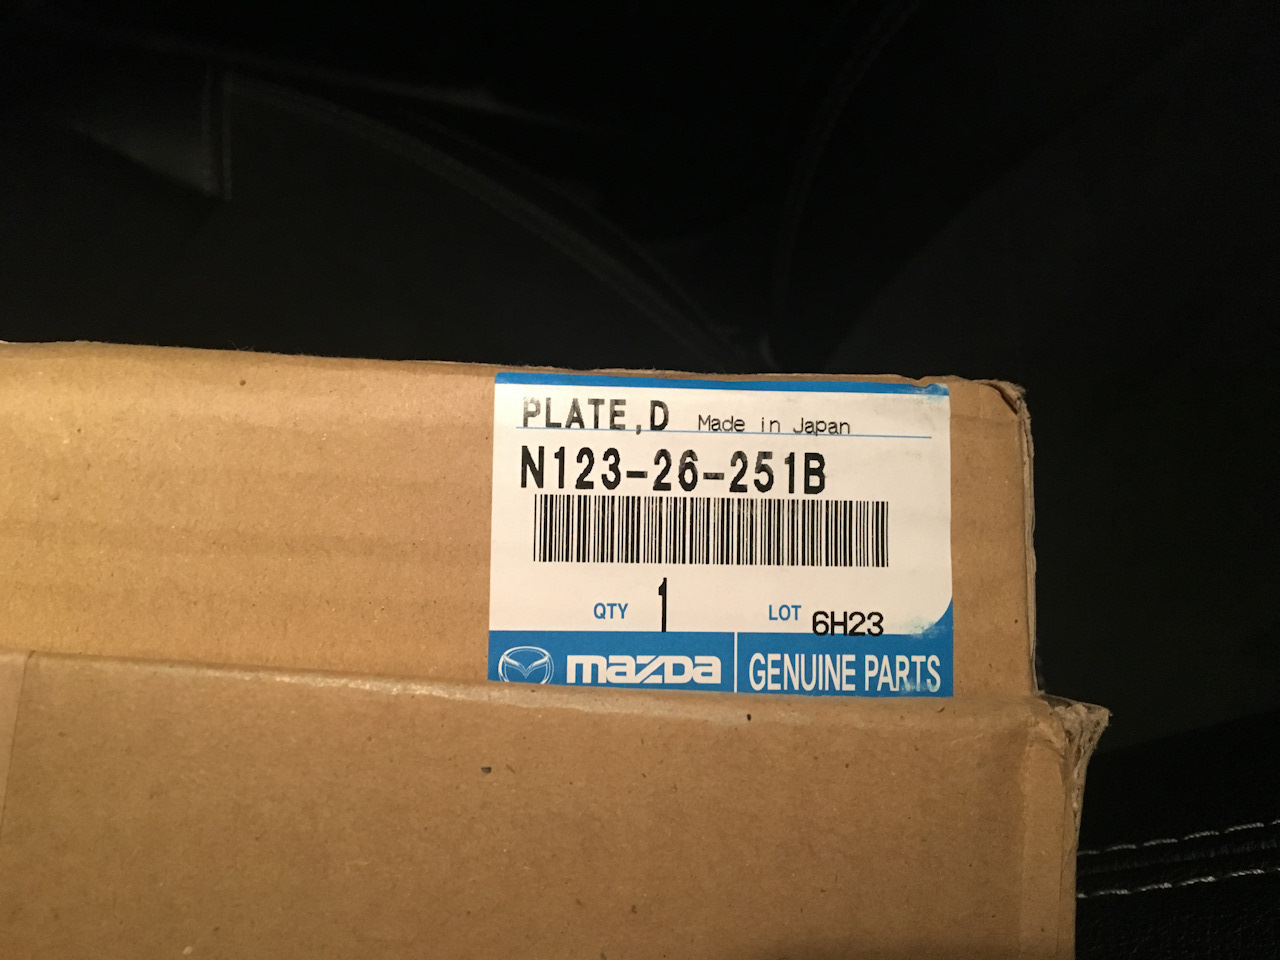 PLATE,D Made in Japan
N123-26-251B
QTY 1 LOT 6H23
mazda GENUINE PARTS